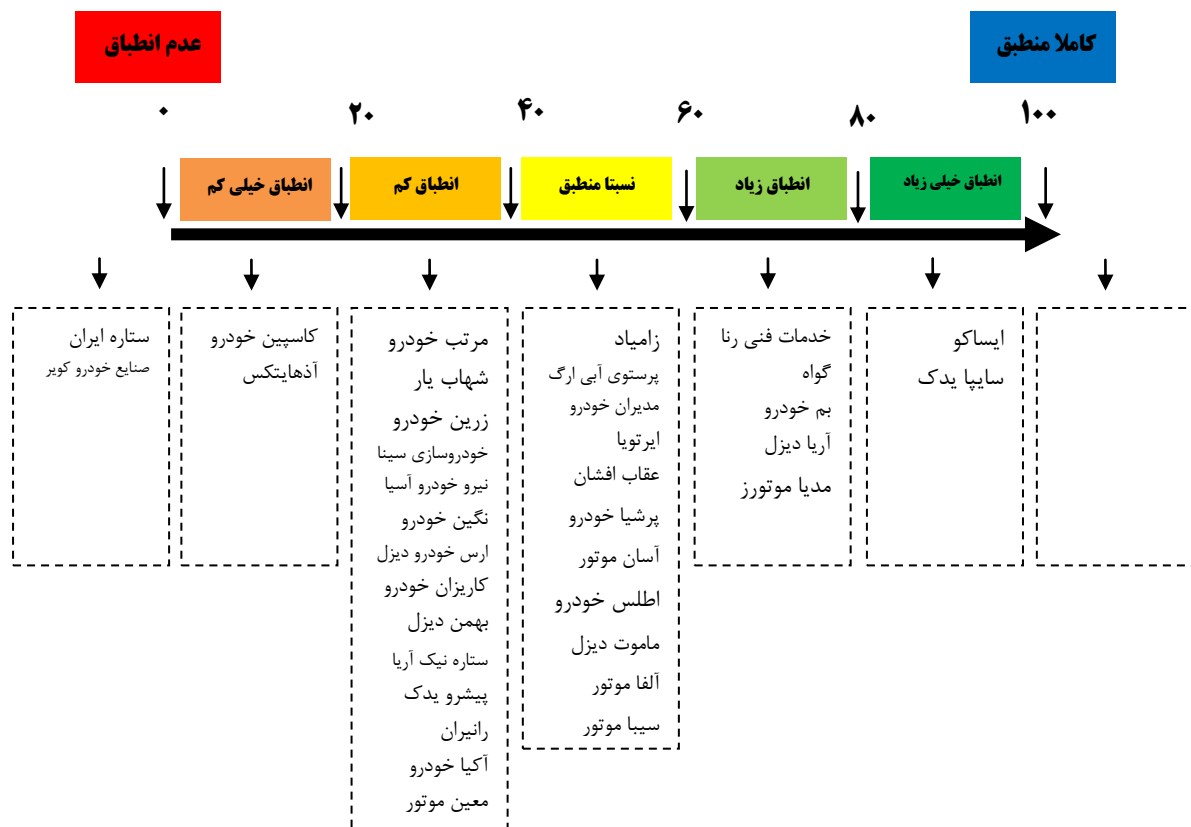 کاملا منطبق
عدم انطباق
۰ ۲۰ ۴۰ ۶۰ ۸۰ ۱۰۰
انطباق خیلی کم
انطباق کم
نسبتا منطبق
انطباق زیاد
انطباق خیلی زیاد
ایساکو
سایپا یدک
خدمات فنی رنا
گواه
بم خودرو
آریا دیزل
مدیا موتورز
زامیاد
پرستوی آبی ارگ
مدیران خودرو
ایرتویا
عقاب افشان
پرشیا خودرو
آسان موتور
اطلس خودرو
ماموت دیزل
آلفا موتور
سیبا موتور
مرتب خودرو
شهاب یار
زرین خودرو
خودروسازی سینا
نیرو خودرو آسیا
نگین خودرو
ارس خودرو دیزل
کاریزان خودرو
بهمن دیزل
ستاره نیک آریا
پیشرو یدک
رانیران
آکیا خودرو
معین موتور
کاسپین خودرو
آذهایتکس
ستاره ایران
صنایع خودرو کویر